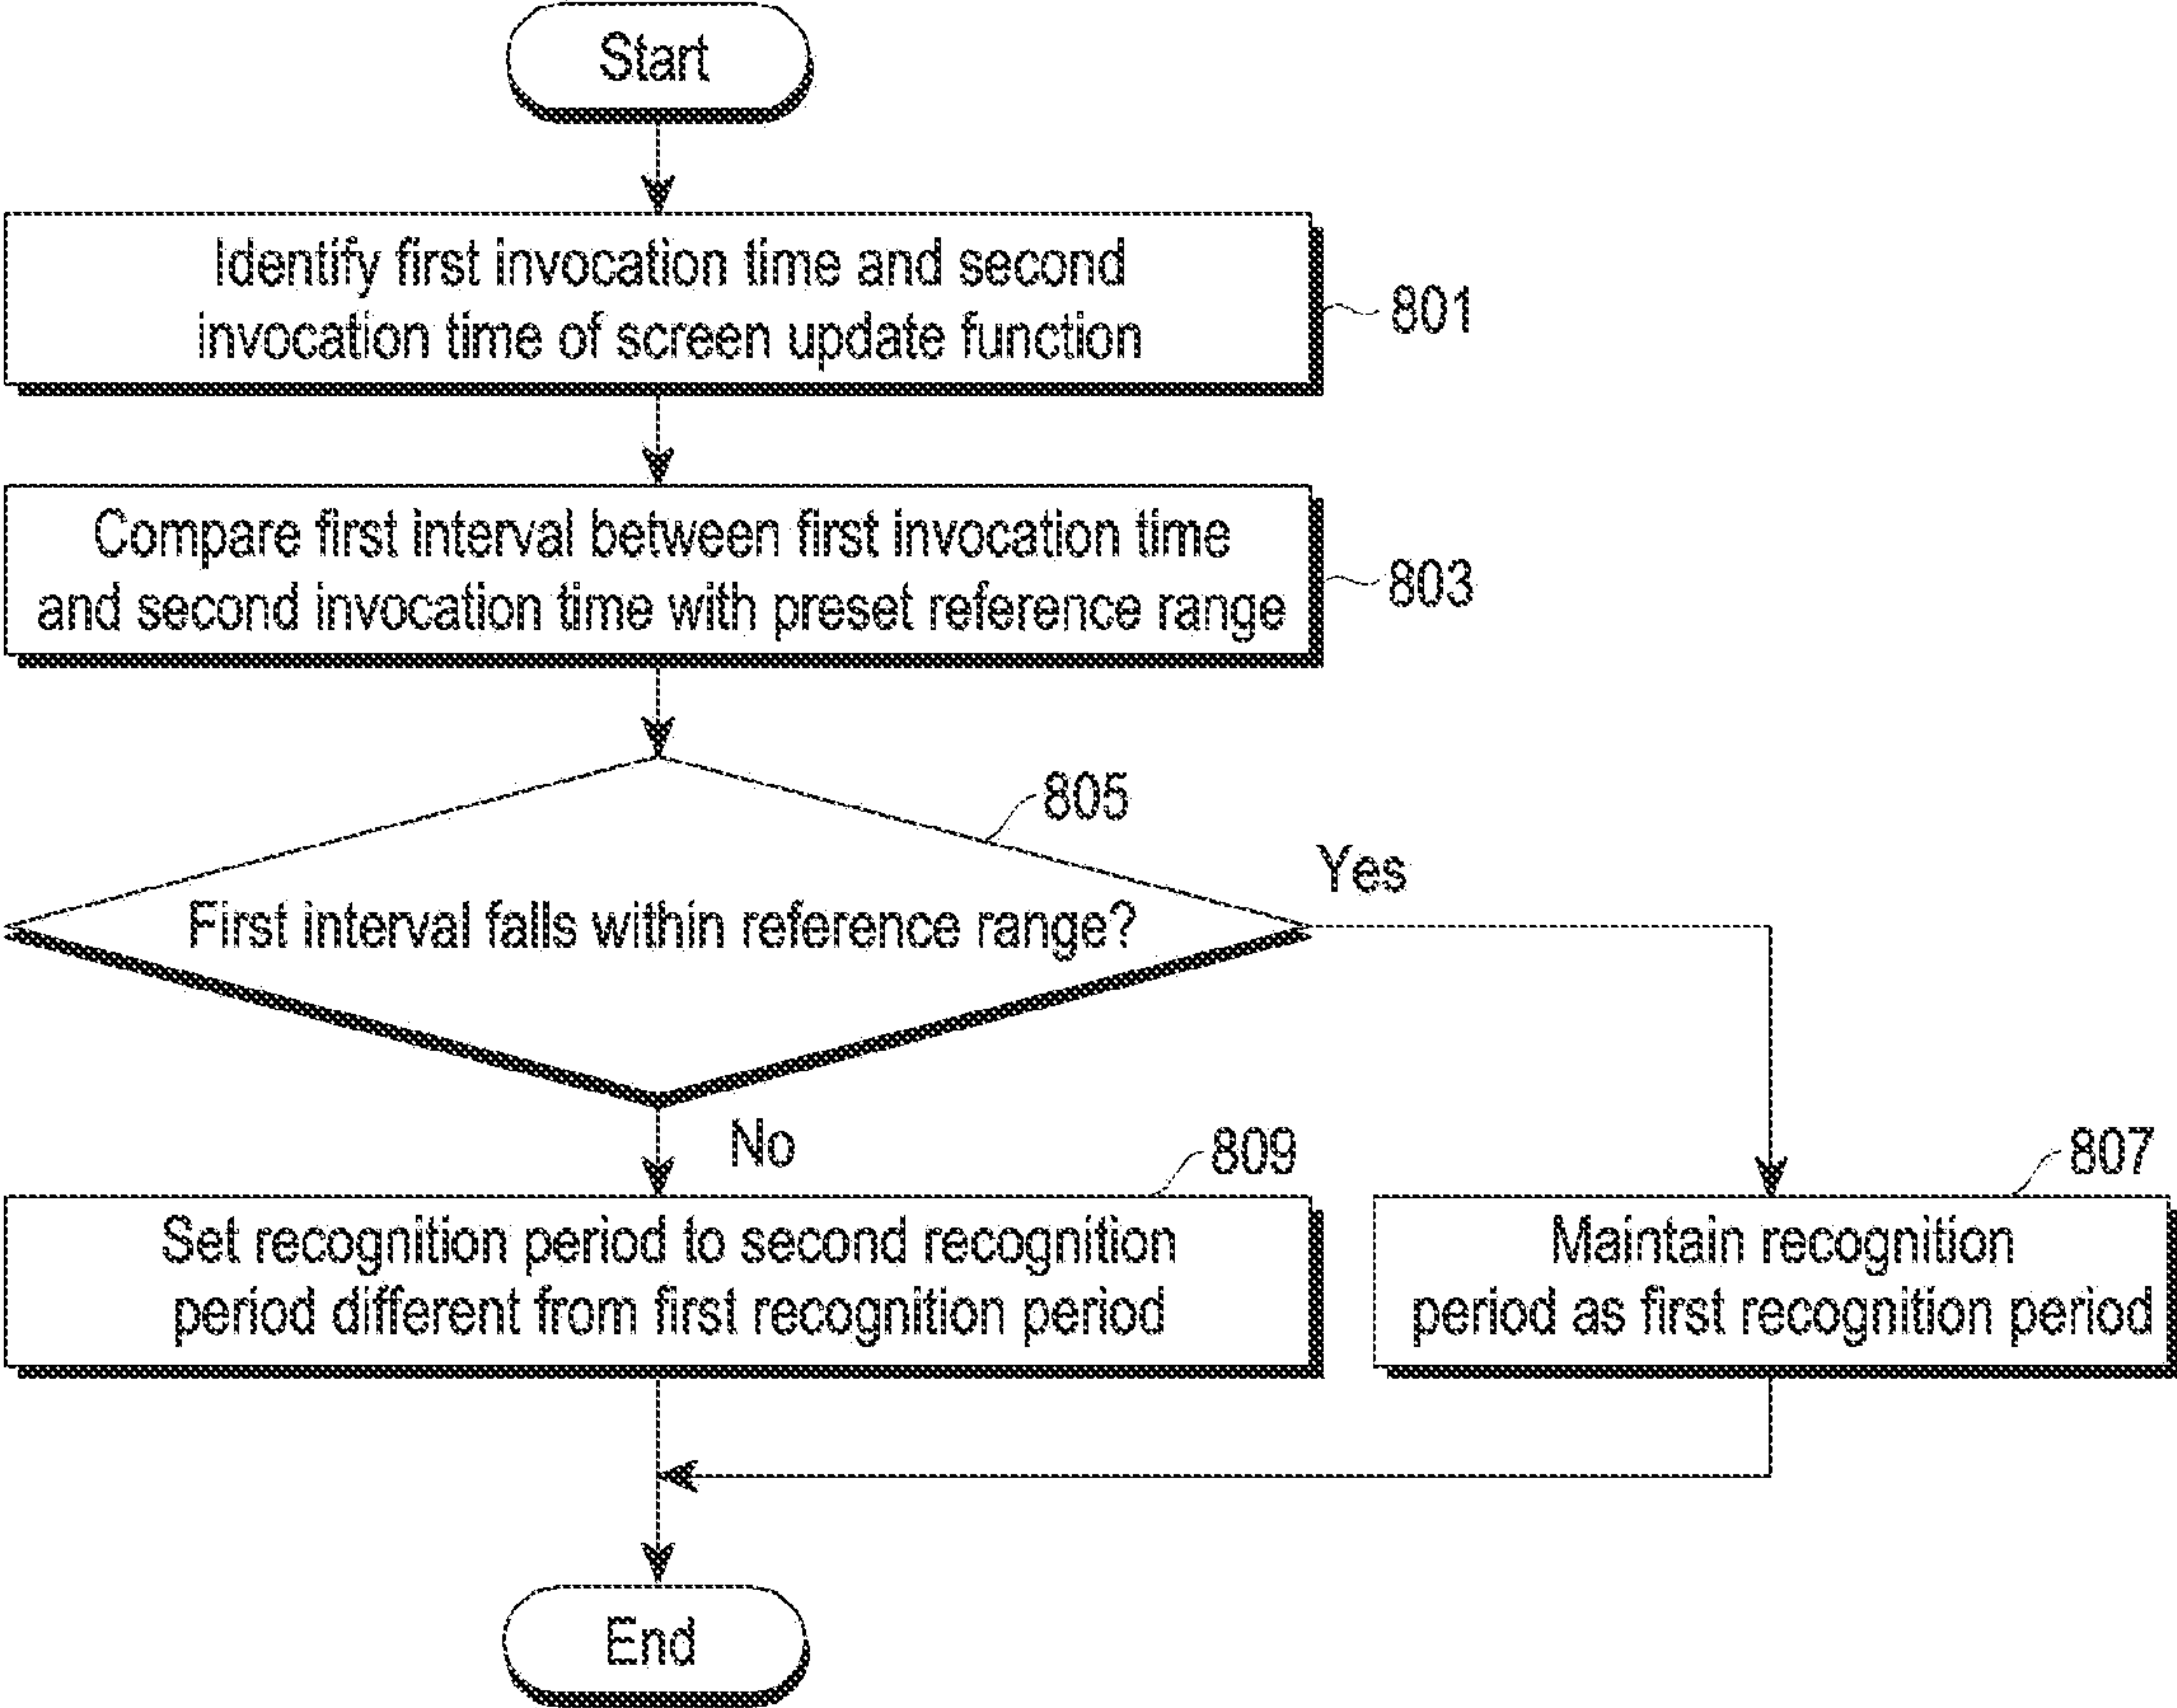 Start
Identify first invocation time and second
invocation time of screen update function
801
Compare first interval between first invocation time
and second invocation time with preset reference range
803
805
First interval falls within reference range?
Yes
No
809
Set recognition period to second recognition
period different from first recognition period
807
Maintain recognition
period as first recognition period
End